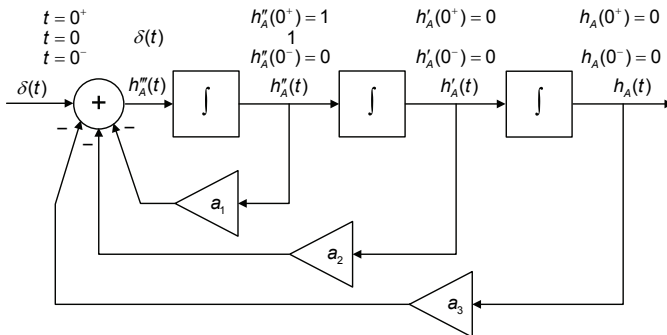 t = 0⁺ h″_A(0⁺) = 1 h′_A(0⁺) = 0 h_A(0⁺) = 0
t = 0 δ(t) 1
t = 0⁻ h″_A(0⁻) = 0 h′_A(0⁻) = 0 h_A(0⁻) = 0
δ(t) + h‴_A(t) ∫ h″_A(t) ∫ h′_A(t) ∫ h_A(t)
− − −
a₁
a₂
a₃